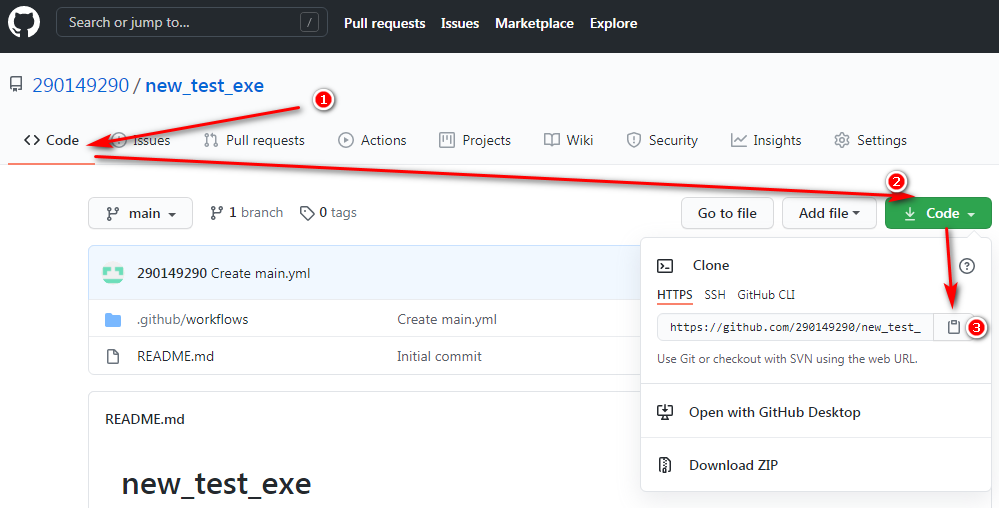 Search or jump to... /
Pull requests Issues Marketplace Explore
290149290 / new_test_exe
1
Code Issues Pull requests Actions Projects Wiki Security Insights Settings
2
main 1 branch 0 tags Go to file Add file Code
290149290 Create main.yml
.github/workflows Create main.yml
README.md Initial commit
Clone
HTTPS SSH GitHub CLI
https://github.com/290149290/new_test_
3
Use Git or checkout with SVN using the web URL.
Open with GitHub Desktop
Download ZIP
README.md
new_test_exe